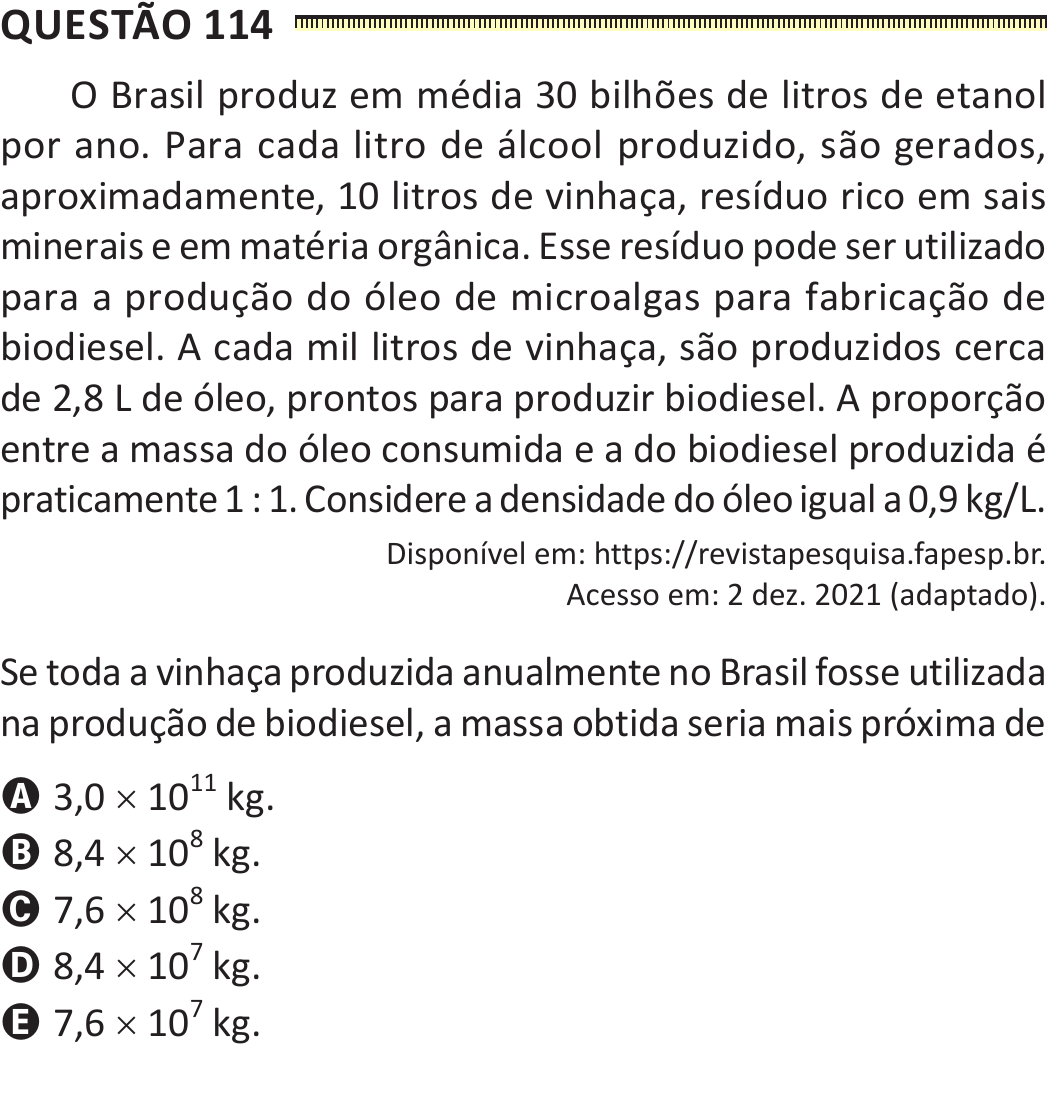 QUESTÃO 114
O Brasil produz em média 30 bilhões de litros de etanol
por ano. Para cada litro de álcool produzido, são gerados,
aproximadamente, 10 litros de vinhaça, resíduo rico em sais
minerais e em matéria orgânica. Esse resíduo pode ser utilizado
para a produção do óleo de microalgas para fabricação de
biodiesel. A cada mil litros de vinhaça, são produzidos cerca
de 2,8 L de óleo, prontos para produzir biodiesel. A proporção
entre a massa do óleo consumida e a do biodiesel produzida é
praticamente 1 : 1. Considere a densidade do óleo igual a 0,9 kg/L.
Disponível em: https://revistapesquisa.fapesp.br.
Acesso em: 2 dez. 2021 (adaptado).
Se toda a vinhaça produzida anualmente no Brasil fosse utilizada
na produção de biodiesel, a massa obtida seria mais próxima de
A 3,0 × 10¹¹ kg.
B 8,4 × 10⁸ kg.
C 7,6 × 10⁸ kg.
D 8,4 × 10⁷ kg.
E 7,6 × 10⁷ kg.